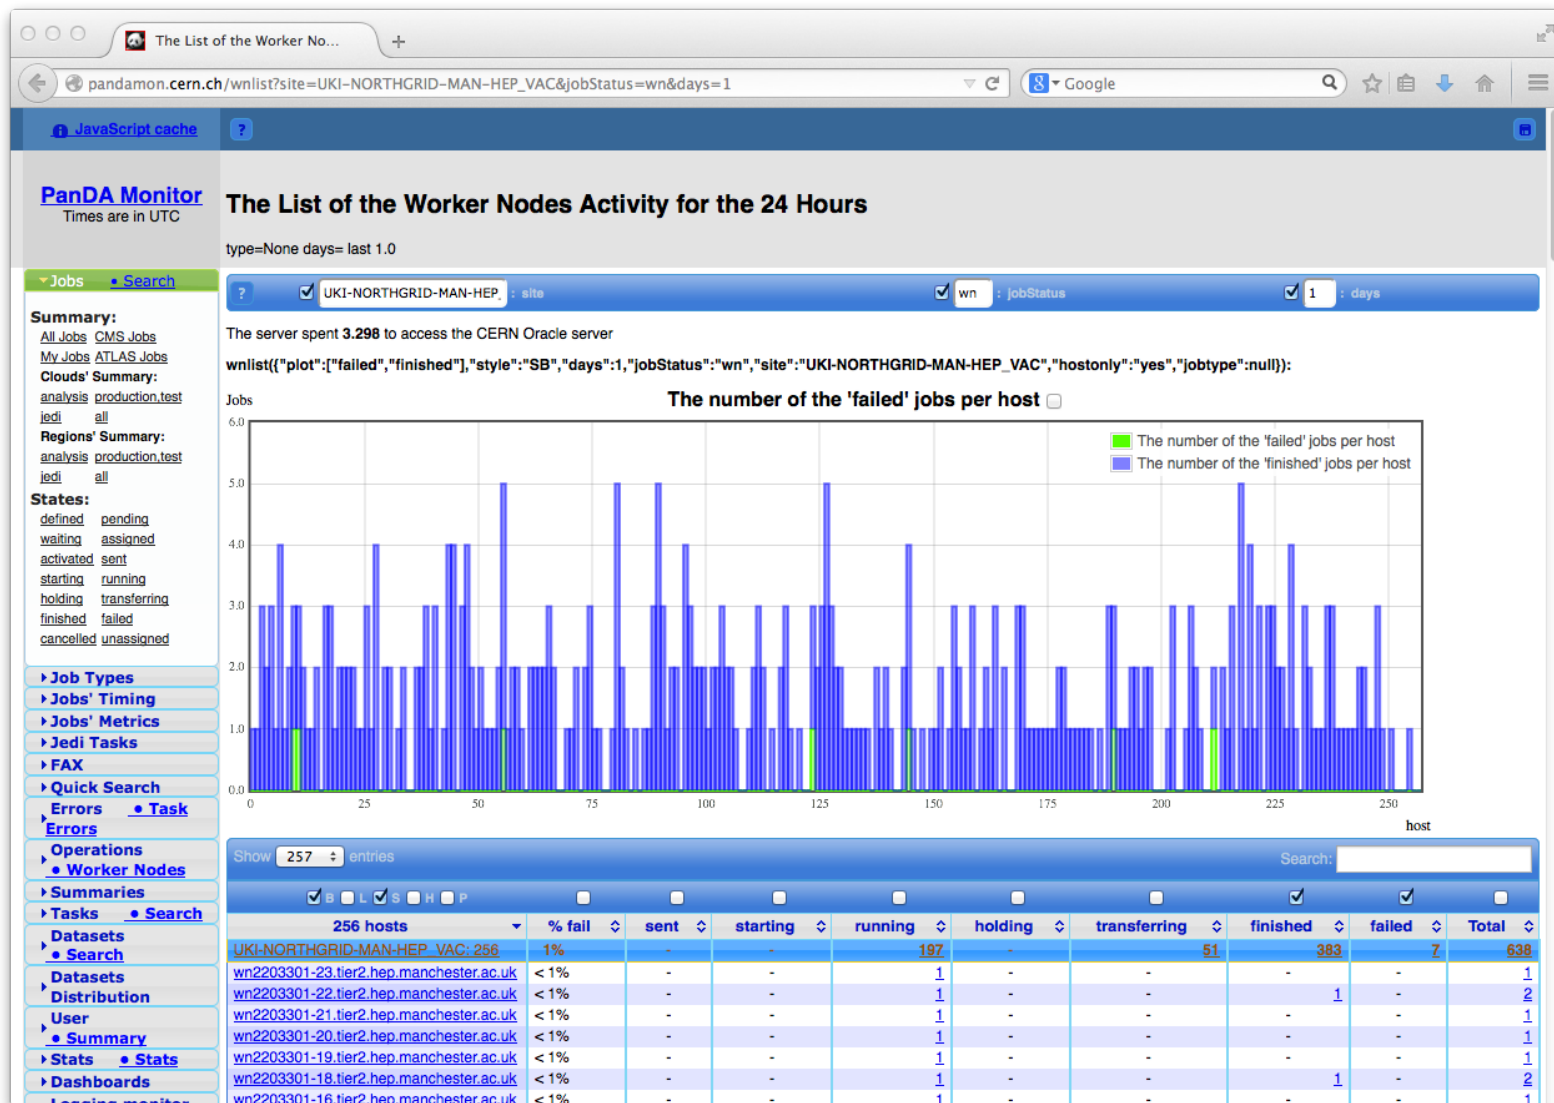 The List of the Worker No...
pandamon.cern.ch/wnlist?site=UKI-NORTHGRID-MAN-HEP_VAC&jobStatus=wn&days=1
Google
JavaScript cache
?
PanDA Monitor
Times are in UTC
The List of the Worker Nodes Activity for the 24 Hours
type=None days= last 1.0
Jobs • Search
Summary:
All Jobs CMS Jobs
My Jobs ATLAS Jobs
Clouds' Summary:
analysis production,test
jedi all
Regions' Summary:
analysis production,test
jedi all
States:
defined pending
waiting assigned
activated sent
starting running
holding transferring
finished failed
cancelled unassigned
Job Types
Jobs' Timing
Jobs' Metrics
Jedi Tasks
FAX
Quick Search
Errors • Task
Errors
Operations
• Worker Nodes
Summaries
Tasks • Search
Datasets
• Search
Datasets
Distribution
User
• Summary
Stats • Stats
Dashboards
Logging monitor
? UKI-NORTHGRID-MAN-HEP_ : site wn : jobStatus 1 : days
The server spent 3.298 to access the CERN Oracle server
wnlist({"plot":["failed","finished"],"style":"SB","days":1,"jobStatus":"wn","site":"UKI-NORTHGRID-MAN-HEP_VAC","hostonly":"yes","jobtype":null}):
Jobs
The number of the 'failed' jobs per host
The number of the 'failed' jobs per host
The number of the 'finished' jobs per host
6.0
5.0
4.0
3.0
2.0
1.0
0.0
0 25 50 75 100 125 150 175 200 225 250
host
Show 257 entries Search:
B L S H P
256 hosts % fail sent starting running holding transferring finished failed Total
UKI-NORTHGRID-MAN-HEP_VAC: 256 1% - - 197 - 51 383 7 638
wn2203301-23.tier2.hep.manchester.ac.uk < 1% - - 1 - - - - 1
wn2203301-22.tier2.hep.manchester.ac.uk < 1% - - 1 - - 1 - 2
wn2203301-21.tier2.hep.manchester.ac.uk < 1% - - 1 - - - - 1
wn2203301-20.tier2.hep.manchester.ac.uk < 1% - - 1 - - - - 1
wn2203301-19.tier2.hep.manchester.ac.uk < 1% - - 1 - - - - 1
wn2203301-18.tier2.hep.manchester.ac.uk < 1% - - 1 - - 1 - 2
wn2203301-16.tier2.hep.manchester.ac.uk < 1% - - 1 - - - - 1